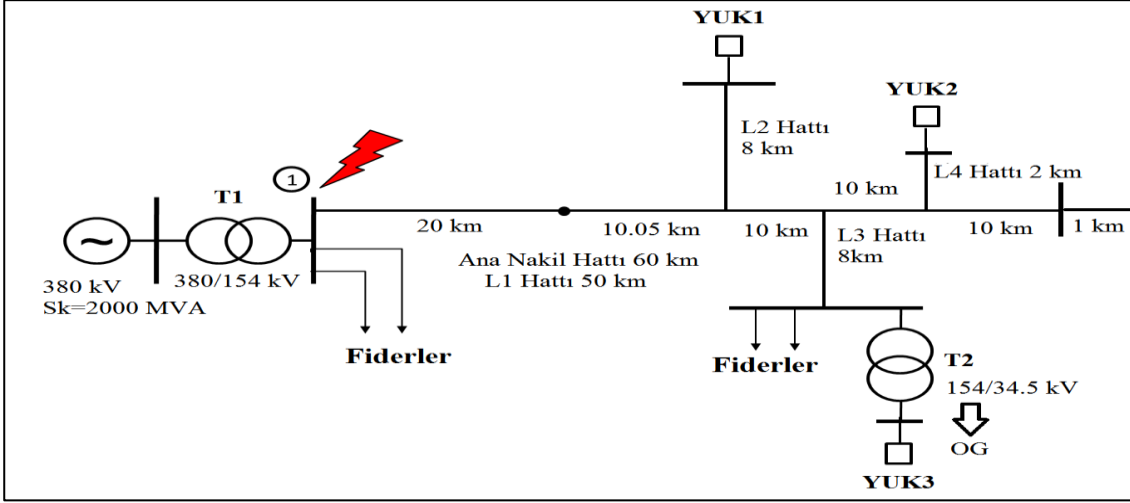 YUK1
YUK2
L2 Hattı
8 km
L4 Hattı 2 km
1
T1
10 km
20 km
10.05 km
10 km
L3 Hattı
8km
10 km
1 km
~
Ana Nakil Hattı 60 km
L1 Hattı 50 km
380 kV
Sk=2000 MVA
380/154 kV
Fiderler
Fiderler
T2
154/34.5 kV
OG
YUK3